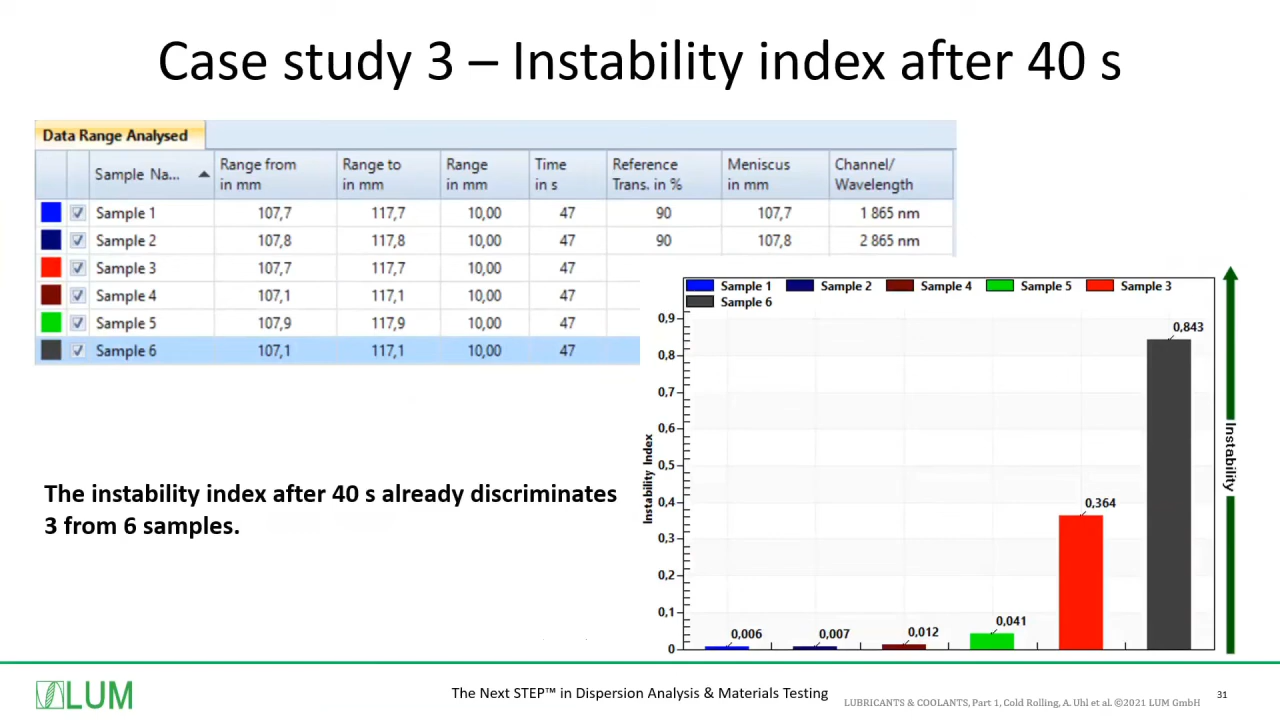 Case study 3 – Instability index after 40 s
Data Range Analysed
Sample Na... Range from in mm Range to in mm Range in mm Time in s Reference Trans. in % Meniscus in mm Channel/ Wavelength
Sample 1 107,7 117,7 10,00 47 90 107,7 1 865 nm
Sample 2 107,8 117,8 10,00 47 90 107,8 2 865 nm
Sample 3 107,7 117,7 10,00 47
Sample 4 107,1 117,1 10,00 47
Sample 5 107,9 117,9 10,00 47
Sample 6 107,1 117,1 10,00 47
The instability index after 40 s already discriminates
3 from 6 samples.
Sample 1 Sample 2 Sample 4 Sample 5 Sample 3
Sample 6
Instability Index
0,9
0,8
0,7
0,6
0,5
0,4
0,3
0,2
0,1
0
0,006
0,007
0,012
0,041
0,364
0,843
Instability
LUM
The Next STEP™ in Dispersion Analysis & Materials Testing
LUBRICANTS & COOLANTS, Part 1, Cold Rolling, A. Uhl et al. ©2021 LUM GmbH
31